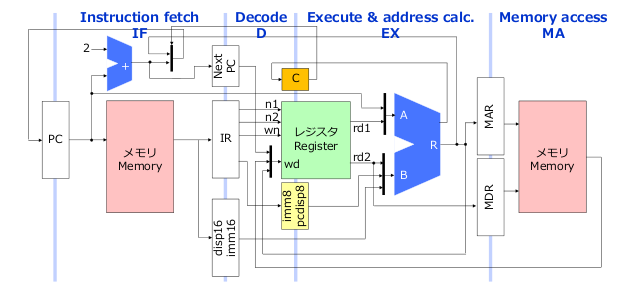 Instruction fetch
IF
Decode
D
Execute & address calc.
EX
Memory access
MA
2
+
Next
PC
C
PC
メモリ
Memory
IR
n1
n2
wn
wd
レジスタ
Register
rd1
rd2
A
B
R
MAR
MDR
メモリ
Memory
imm8
pcdisp8
disp16
imm16